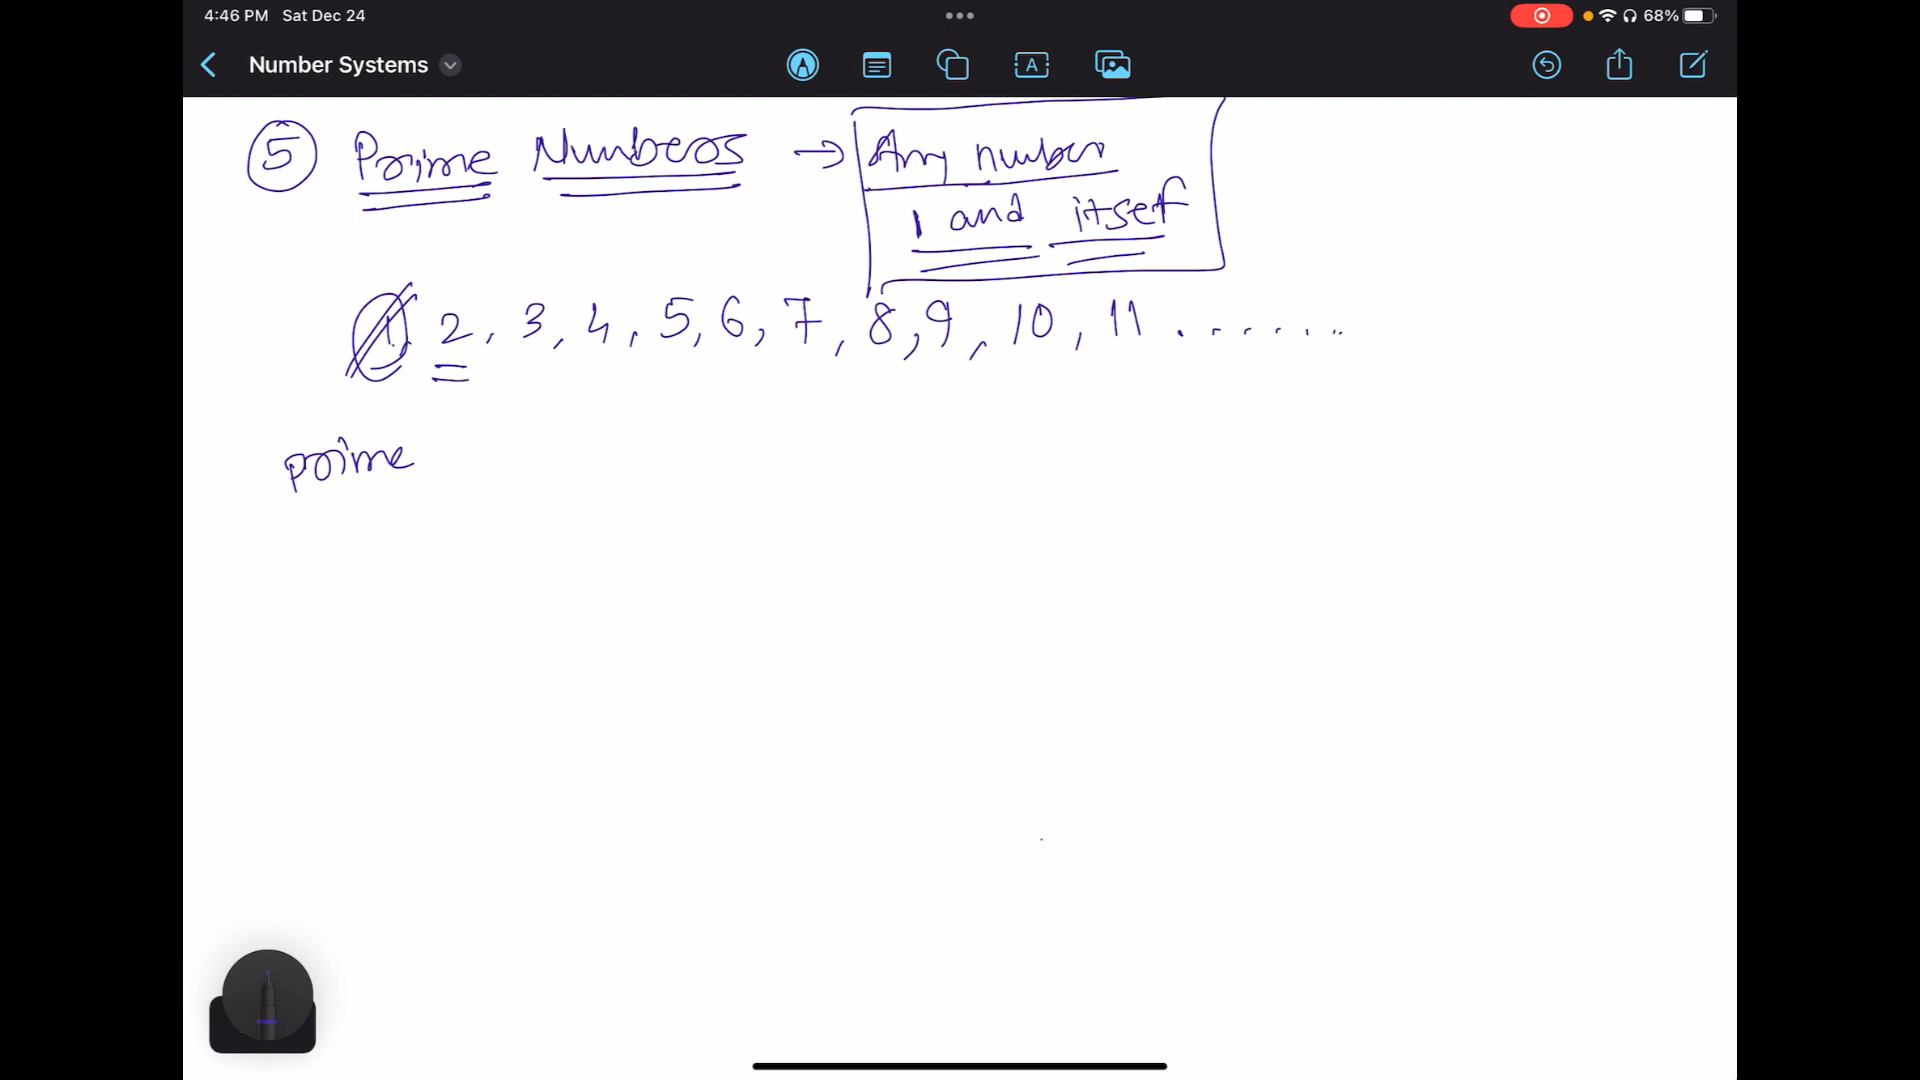 4:46 PM Sat Dec 24
68%
Number Systems
A
5 Prime Numbers → Any number
1 and itsef
1 2, 3, 4, 5, 6, 7, 8, 9, 10, 11 . . . . . . .
prime